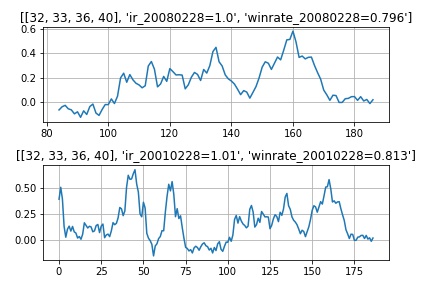 [[32, 33, 36, 40], 'ir_20080228=1.0', 'winrate_20080228=0.796']
0.6
0.4
0.2
0.0
80 100 120 140 160 180
[[32, 33, 36, 40], 'ir_20010228=1.01', 'winrate_20010228=0.813']
0.50
0.25
0.00
0 25 50 75 100 125 150 175